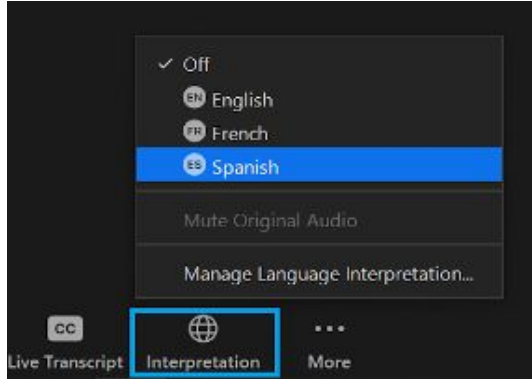 ✓ Off
EN English
FR French
ES Spanish
Mute Original Audio
Manage Language Interpretation...
CC
Live Transcript Interpretation More